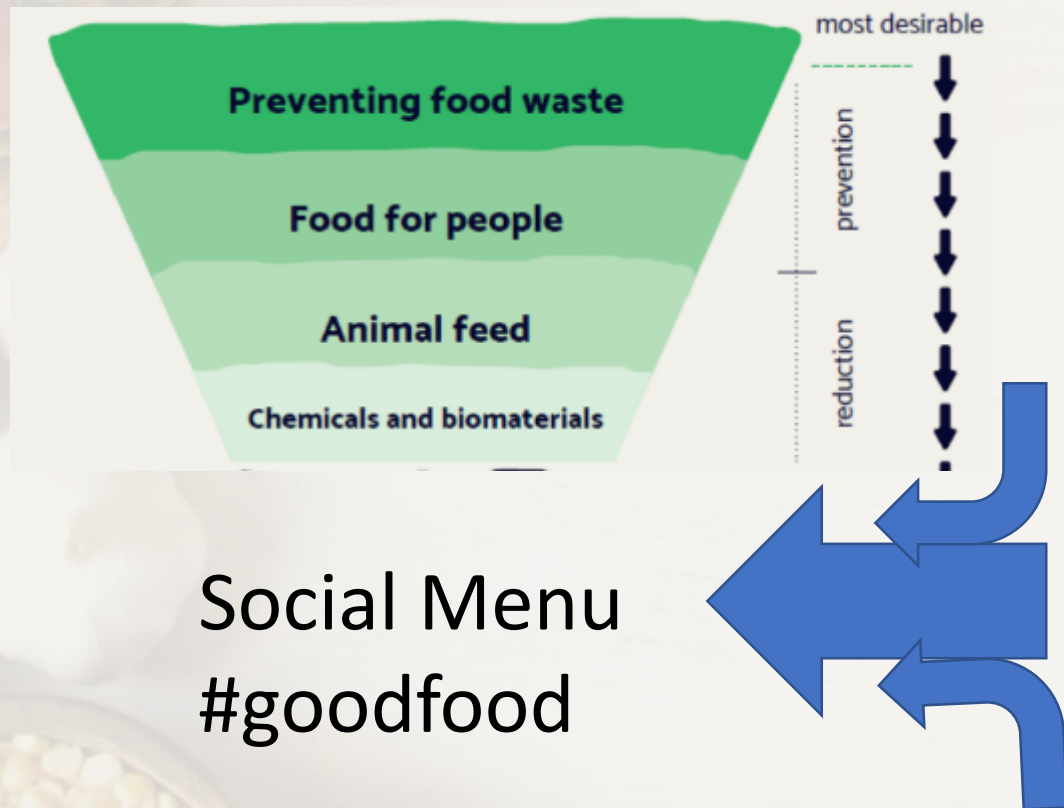 most desirable
Preventing food waste
prevention
Food for people
Animal feed
reduction
Chemicals and biomaterials
Social Menu
#goodfood